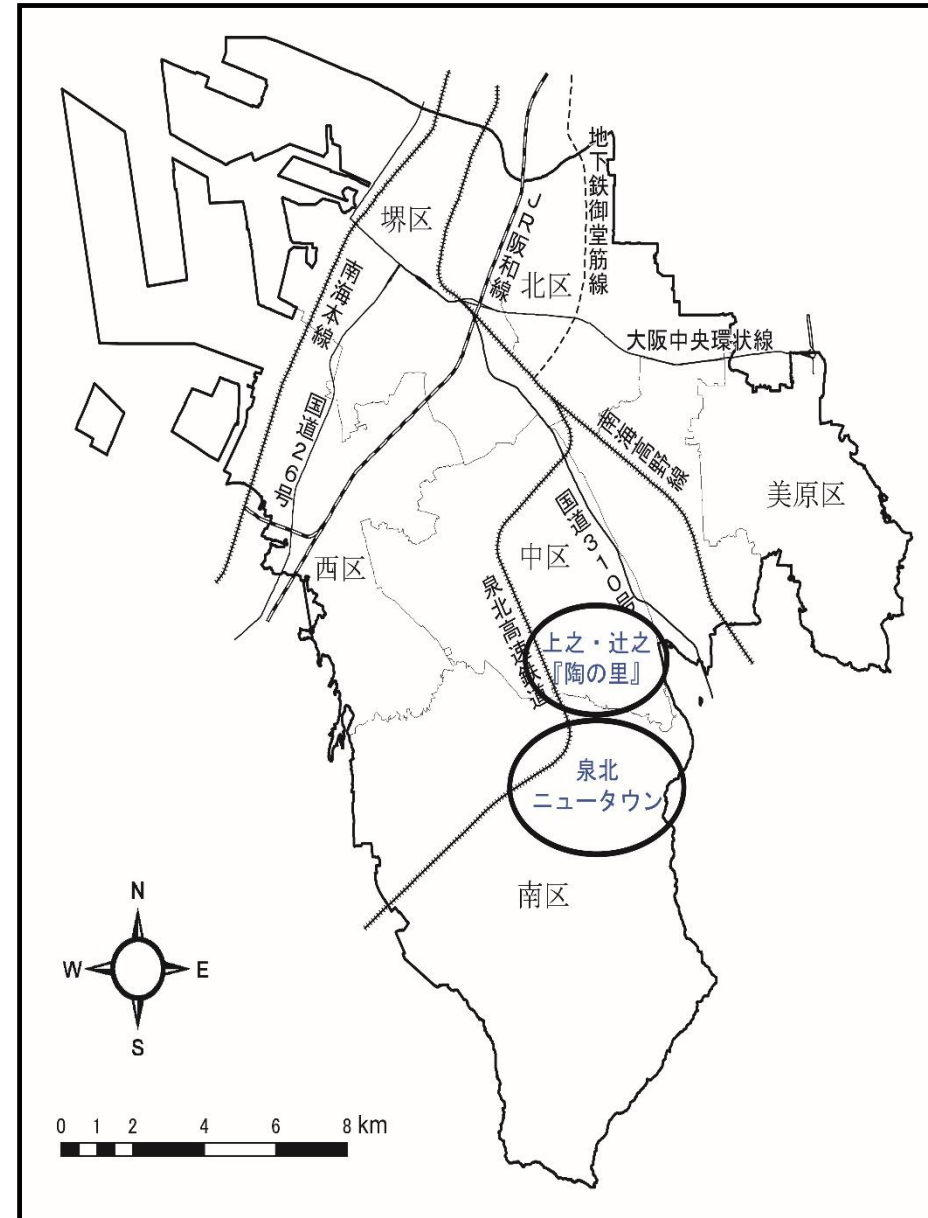 地下鉄御堂筋線
堺区
JR阪和線
北区
南海本線
大阪中央環状線
国道26号
南海高野線
美原区
国道310号
中区
西区
泉北高速鉄道
上之・辻之
『陶の里』
泉北
ニュータウン
南区
N
W
E
S
0 1 2 4 6 8 km